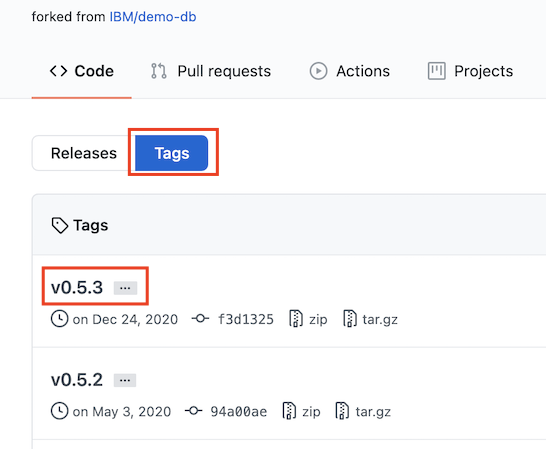 forked from IBM/demo-db
Code Pull requests Actions Projects
Releases Tags
Tags
v0.5.3 ...
on Dec 24, 2020 f3d1325 zip tar.gz
v0.5.2 ...
on May 3, 2020 94a00ae zip tar.gz